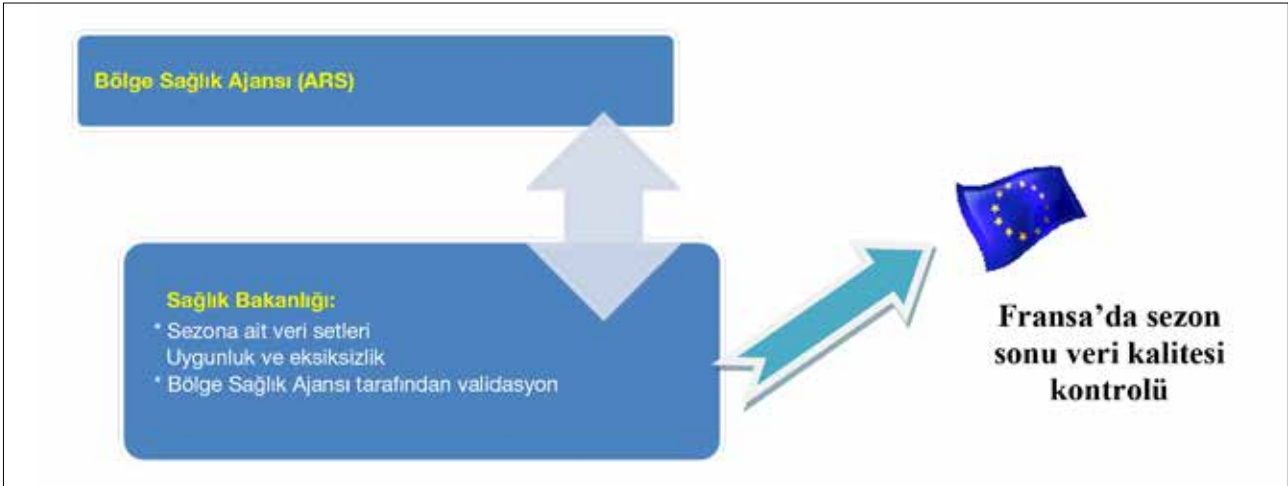 Bölge Sağlık Ajansı (ARS)
Sağlık Bakanlığı:
* Sezona ait veri setleri
Uygunluk ve eksiksizlik
* Bölge Sağlık Ajansı tarafından validasyon
Fransa’da sezon
sonu veri kalitesi
kontrolü